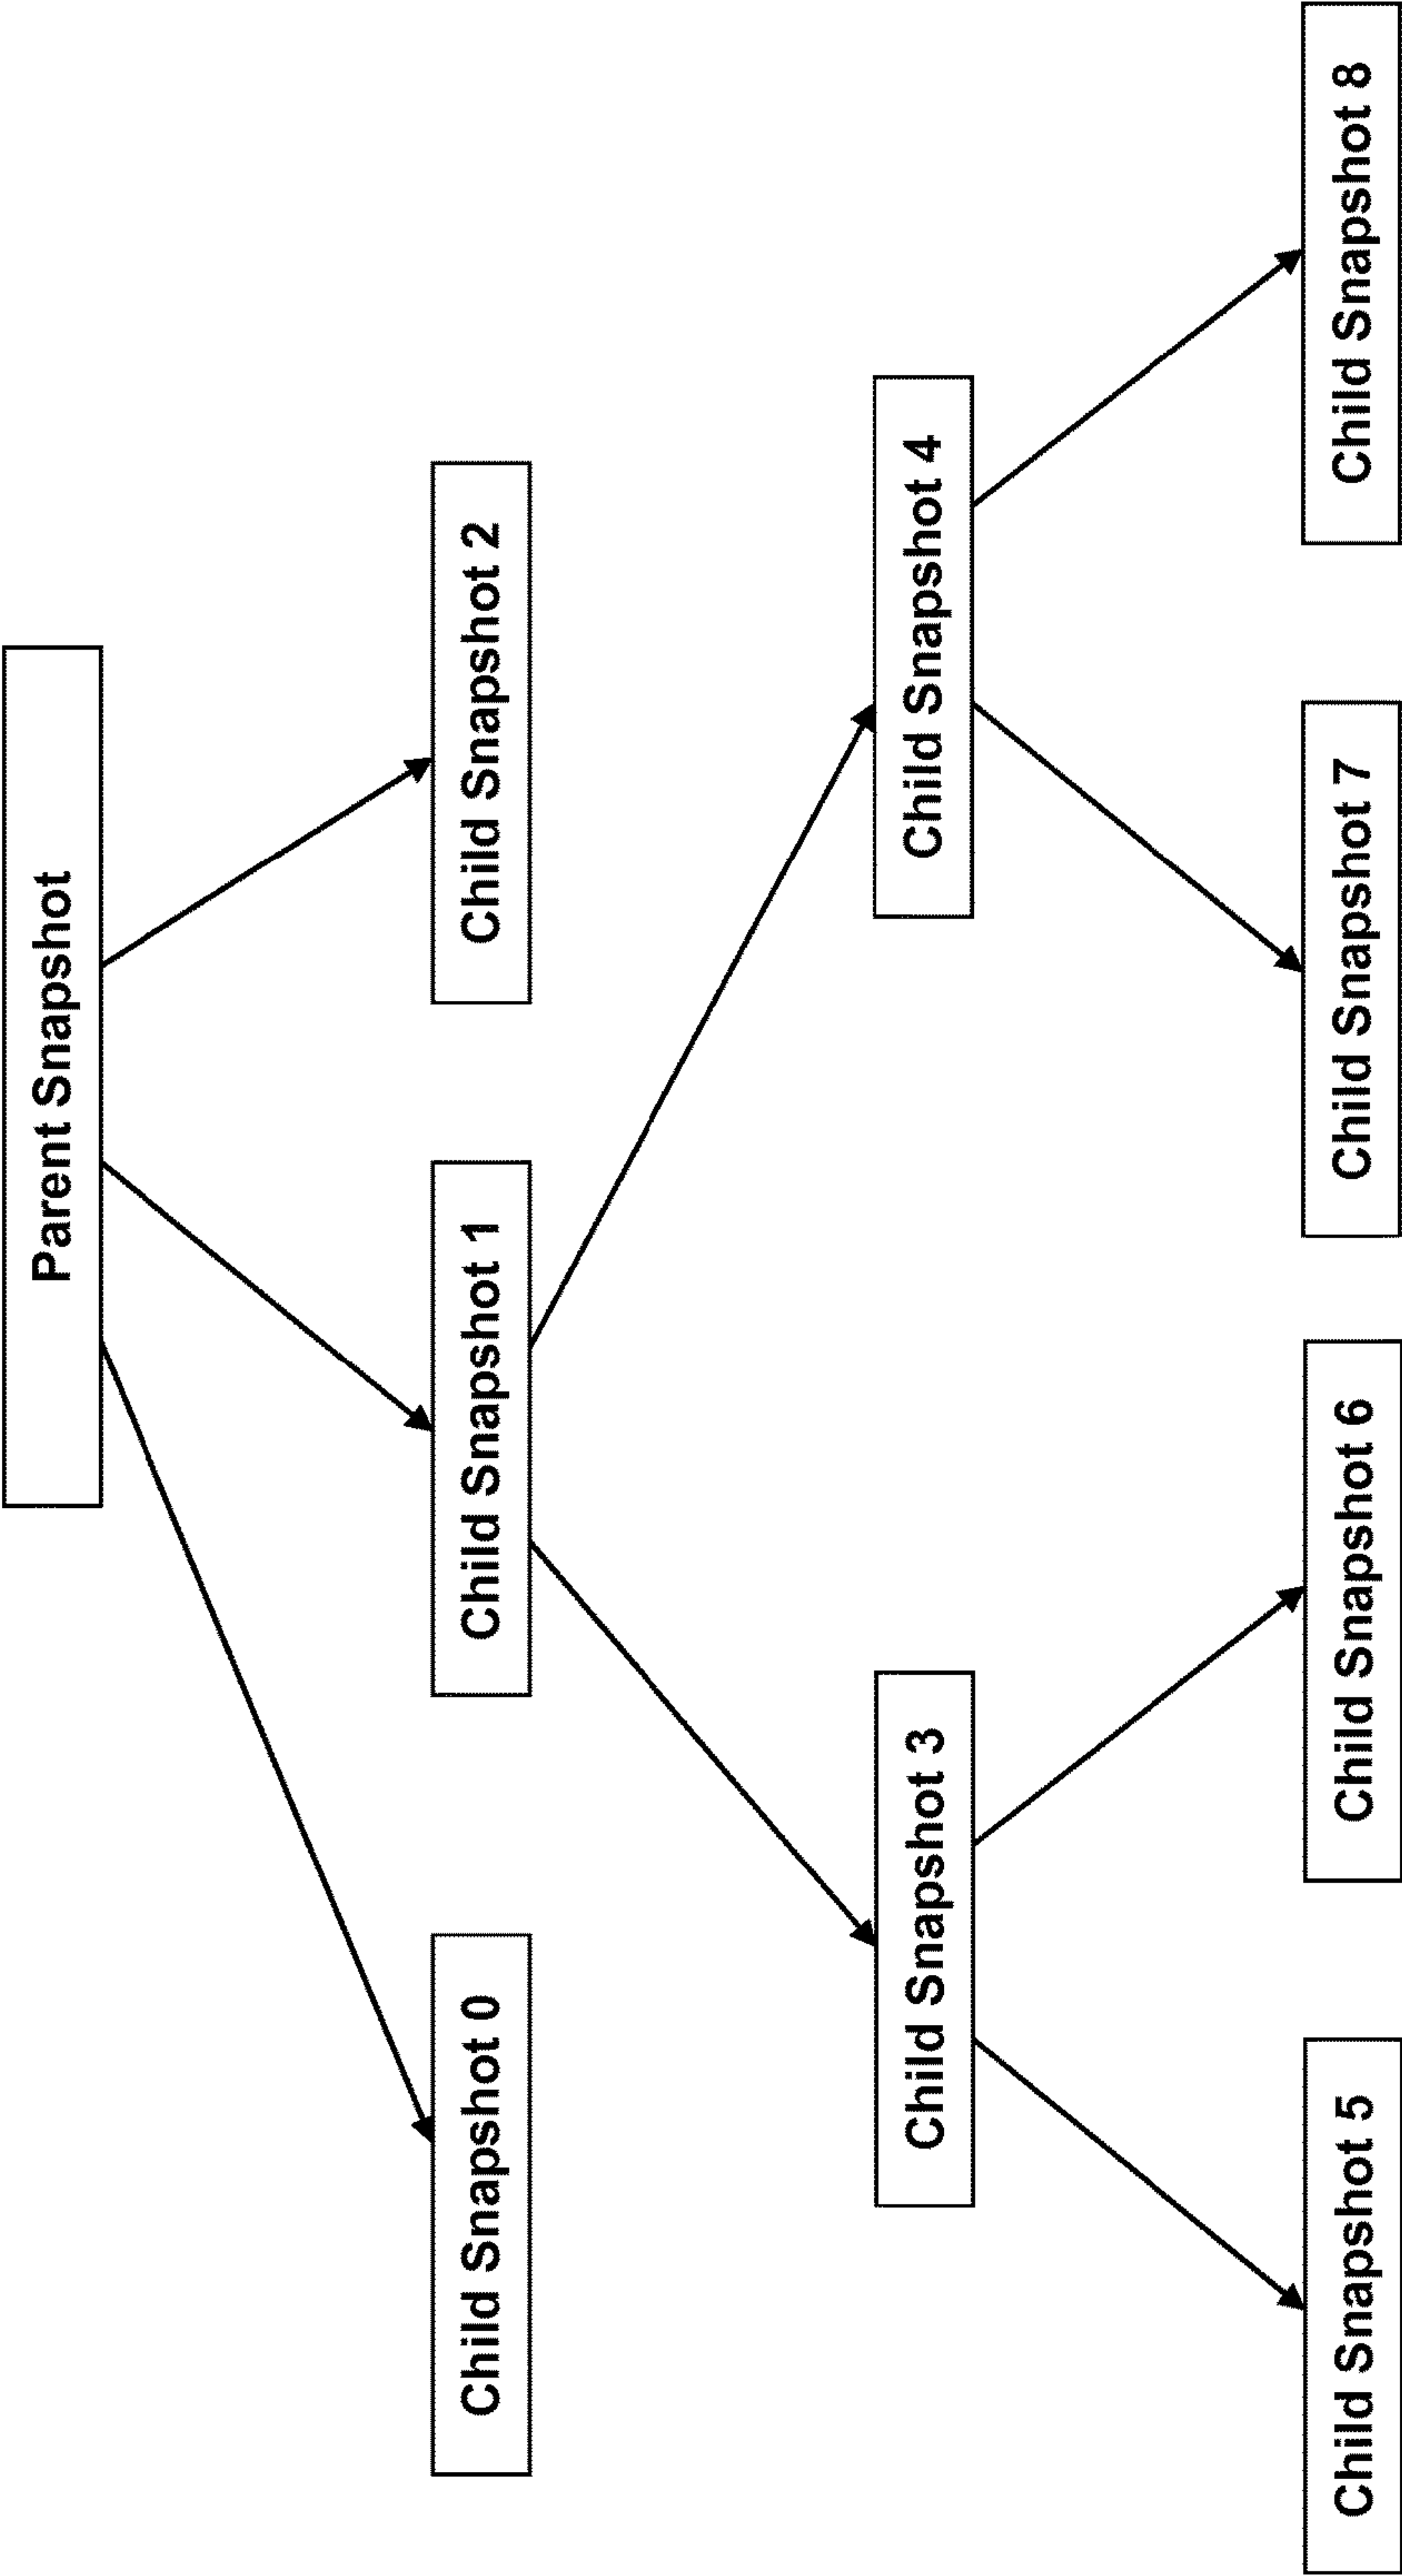 Parent Snapshot
Child Snapshot 0
Child Snapshot 1
Child Snapshot 2
Child Snapshot 3
Child Snapshot 4
Child Snapshot 5
Child Snapshot 6
Child Snapshot 7
Child Snapshot 8